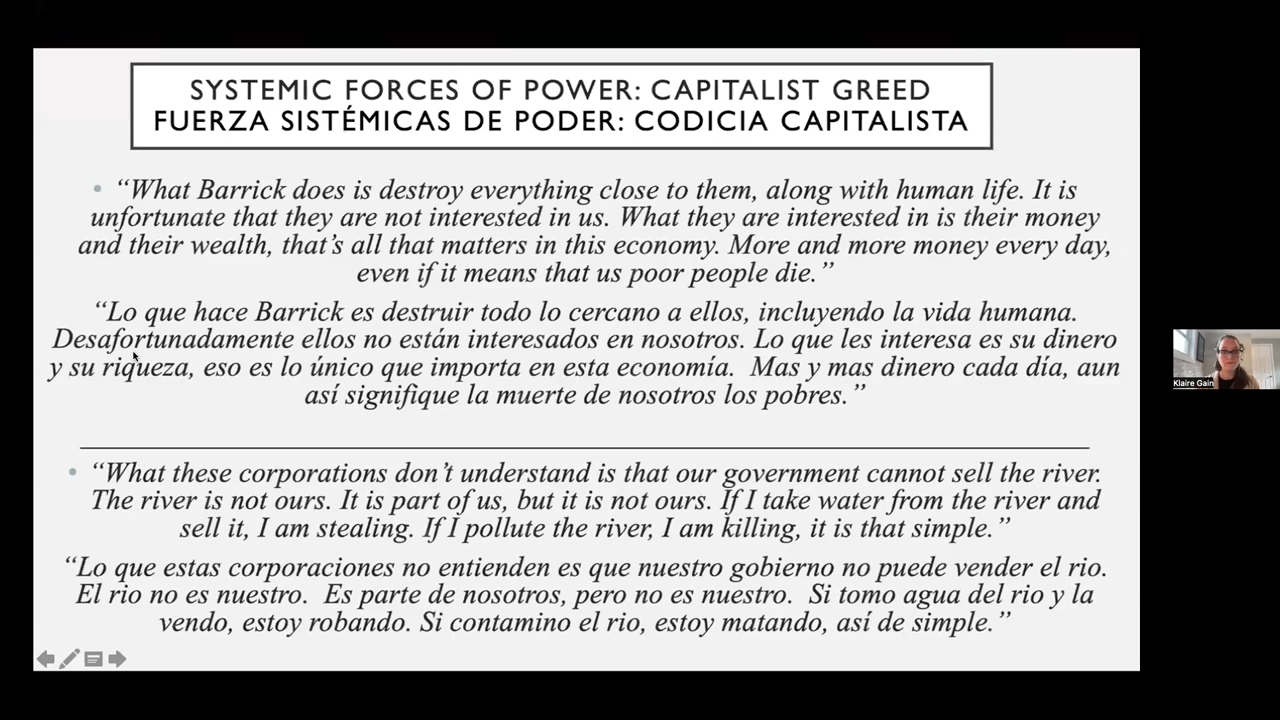 SYSTEMIC FORCES OF POWER: CAPITALIST GREED
FUERZA SISTÉMICAS DE PODER: CODICIA CAPITALISTA
• “What Barrick does is destroy everything close to them, along with human life. It is
unfortunate that they are not interested in us. What they are interested in is their money
and their wealth, that’s all that matters in this economy. More and more money every day,
even if it means that us poor people die.”
“Lo que hace Barrick es destruir todo lo cercano a ellos, incluyendo la vida humana.
Desafortunadamente ellos no están interesados en nosotros. Lo que les interesa es su dinero
y su riqueza, eso es lo único que importa en esta economía.  Mas y mas dinero cada día, aun
así signifique la muerte de nosotros los pobres.”
• “What these corporations don’t understand is that our government cannot sell the river.
The river is not ours. It is part of us, but it is not ours. If I take water from the river and
sell it, I am stealing. If I pollute the river, I am killing, it is that simple.”
“Lo que estas corporaciones no entienden es que nuestro gobierno no puede vender el rio.
El rio no es nuestro.  Es parte de nosotros, pero no es nuestro.  Si tomo agua del rio y la
vendo, estoy robando. Si contamino el rio, estoy matando, así de simple.”
Klaire Gain